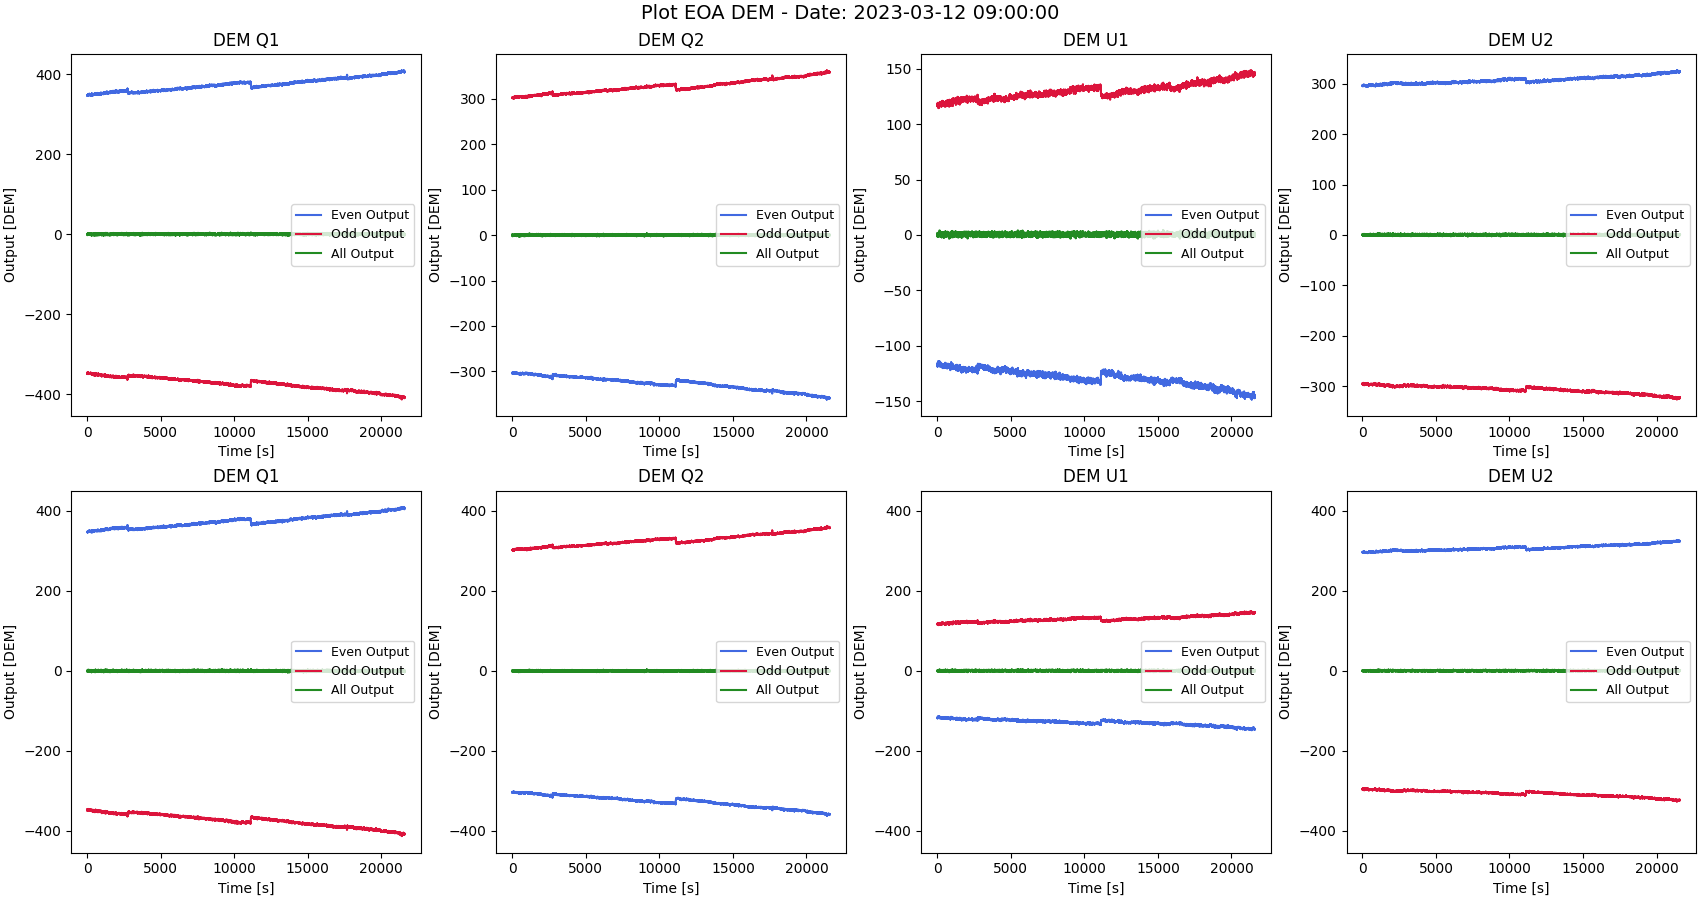 Plot EOA DEM - Date: 2023-03-12 09:00:00
DEM Q1
Output [DEM]
400
200
0
−200
−400
0 5000 10000 15000 20000
Time [s]
Even Output
Odd Output
All Output
DEM Q2
Output [DEM]
300
200
100
0
−100
−200
−300
0 5000 10000 15000 20000
Time [s]
Even Output
Odd Output
All Output
DEM U1
Output [DEM]
150
100
50
0
−50
−100
−150
0 5000 10000 15000 20000
Time [s]
Even Output
Odd Output
All Output
DEM U2
Output [DEM]
300
200
100
0
−100
−200
−300
0 5000 10000 15000 20000
Time [s]
Even Output
Odd Output
All Output
DEM Q1
Output [DEM]
400
200
0
−200
−400
0 5000 10000 15000 20000
Time [s]
Even Output
Odd Output
All Output
DEM Q2
Output [DEM]
400
200
0
−200
−400
0 5000 10000 15000 20000
Time [s]
Even Output
Odd Output
All Output
DEM U1
Output [DEM]
400
200
0
−200
−400
0 5000 10000 15000 20000
Time [s]
Even Output
Odd Output
All Output
DEM U2
Output [DEM]
400
200
0
−200
−400
0 5000 10000 15000 20000
Time [s]
Even Output
Odd Output
All Output